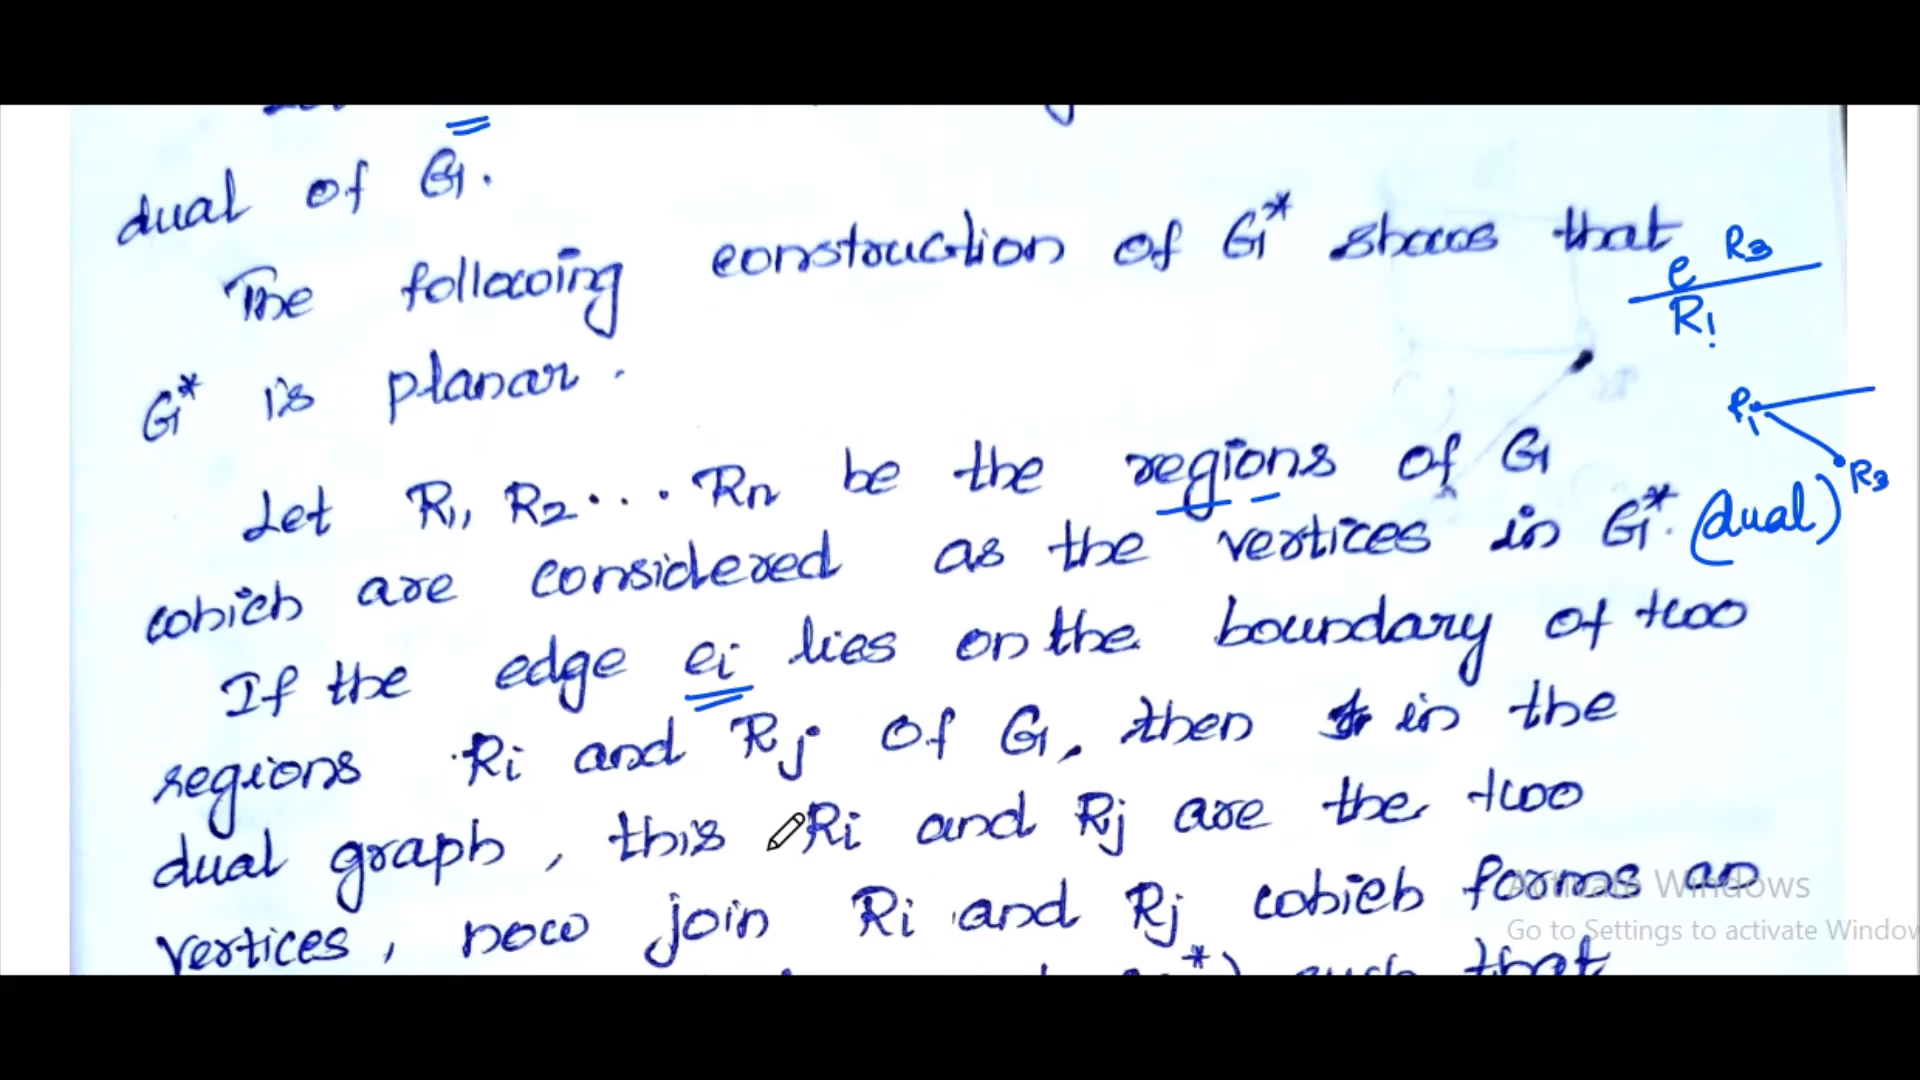 dual of G.
The following construction of G* shows that
e R3
R1
G* is planar.
R1
R3
Let R1, R2 . . . Rn be the regions of G
which are considered as the vertices in G*. (dual)
If the edge ei lies on the boundary of two
regions Ri and Rj of G, then in the
dual graph, this Ri and Rj are the two
vertices, now join Ri and Rj which forms an
Activate Windows
Go to Settings to activate Window
such that